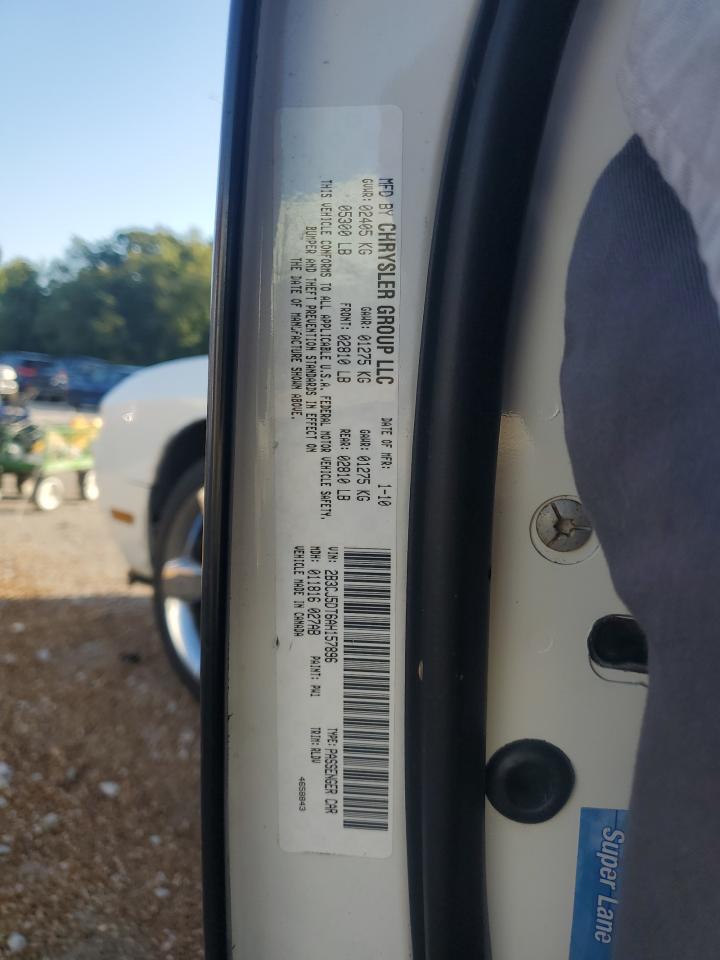 MFD BY CHRYSLER GROUP LLC DATE OF MFR: 1-10
GVWR: 02405 KG GAWR: 01275 KG GAWR: 01275 KG
05300 LB FRONT: 02810 LB REAR: 02810 LB
THIS VEHICLE CONFORMS TO ALL APPLICABLE U.S.A. FEDERAL MOTOR VEHICLE SAFETY,
BUMPER AND THEFT PREVENTION STANDARDS IN EFFECT ON
THE DATE OF MANUFACTURE SHOWN ABOVE.
VIN: 2B3CJ5DT6AH157896 TYPE: PASSENGER CAR
MDH: 011816 027AB PAINT: PW1 TRIM: RLDV
VEHICLE MADE IN CANADA 4658843
Super Lane